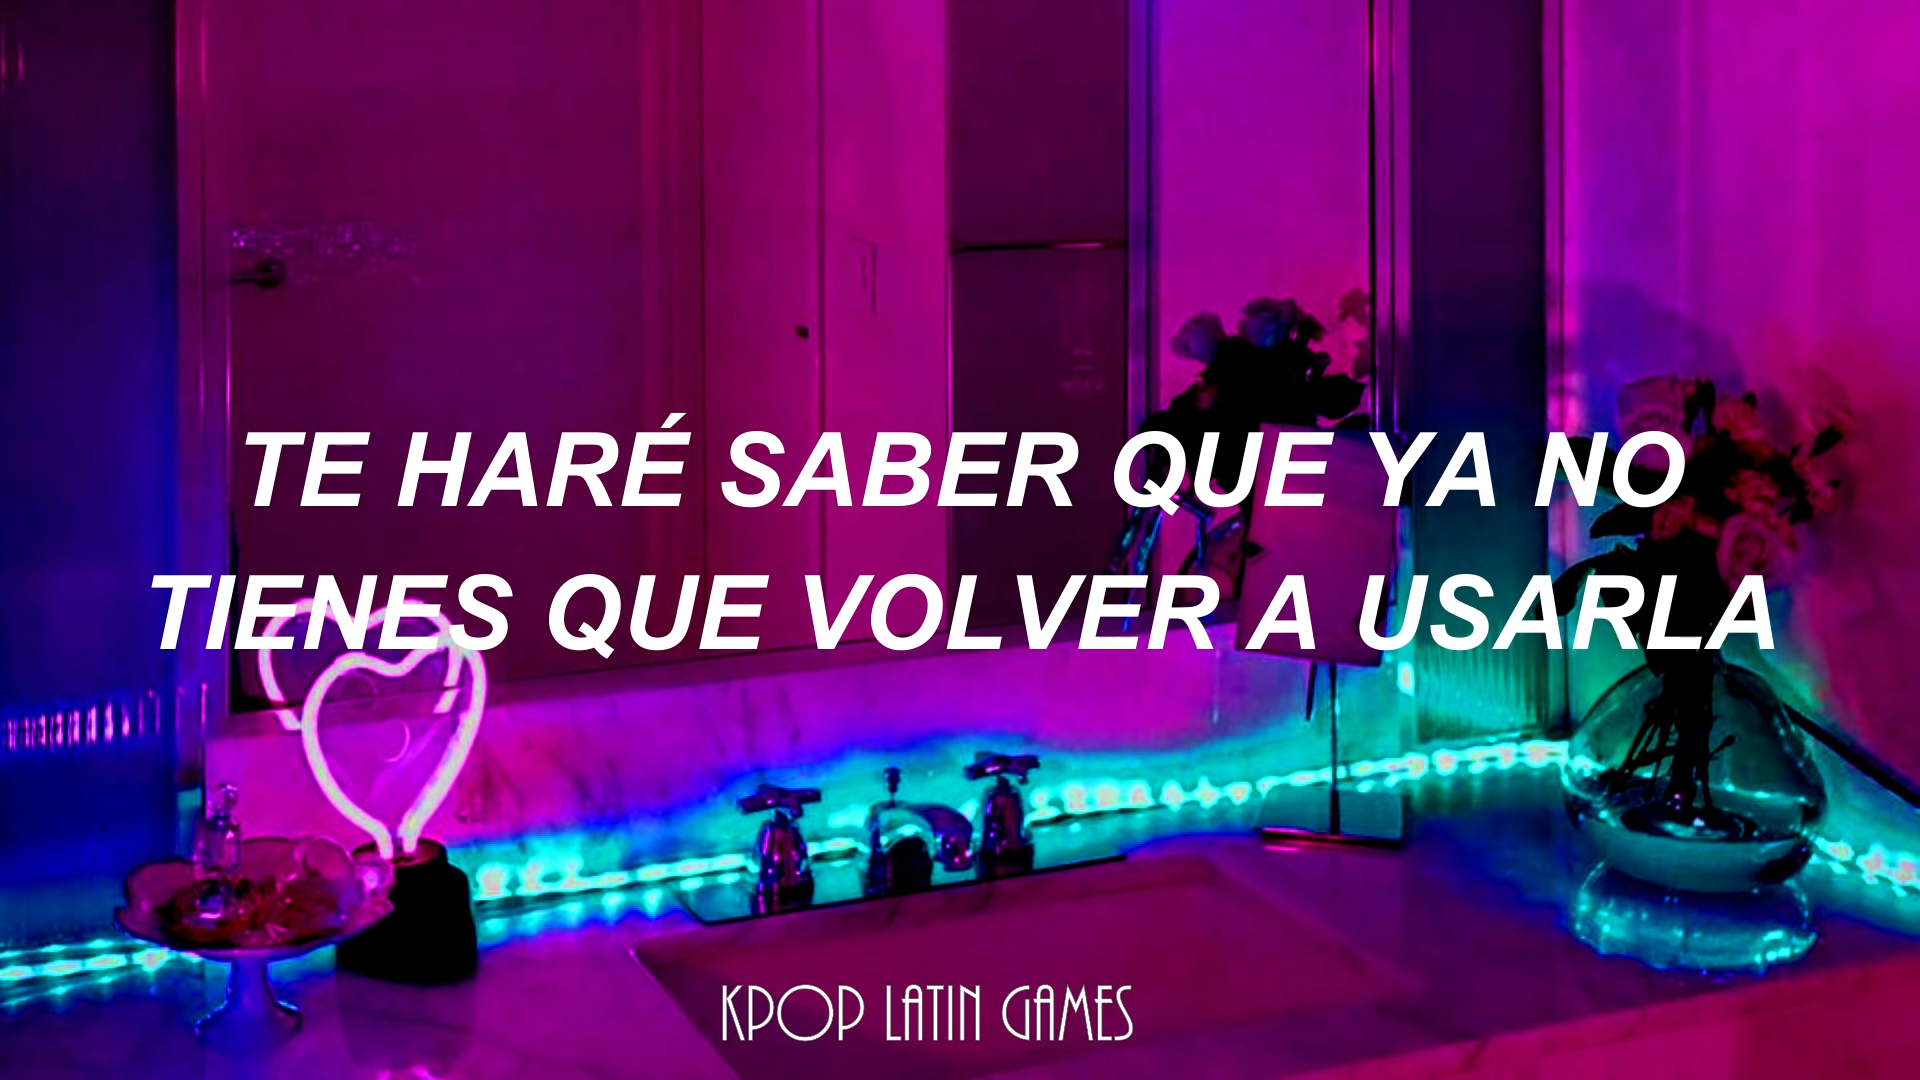 TE HARÉ SABER QUE YA NO
TIENES QUE VOLVER A USARLA
KPOP LATIN GAMES